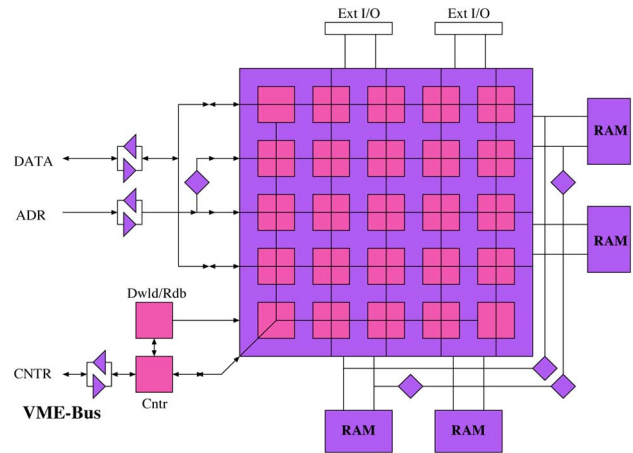 Ext I/O
Ext I/O
RAM
DATA
ADR
RAM
Dwld/Rdb
CNTR
Cntr
VME-Bus
RAM
RAM